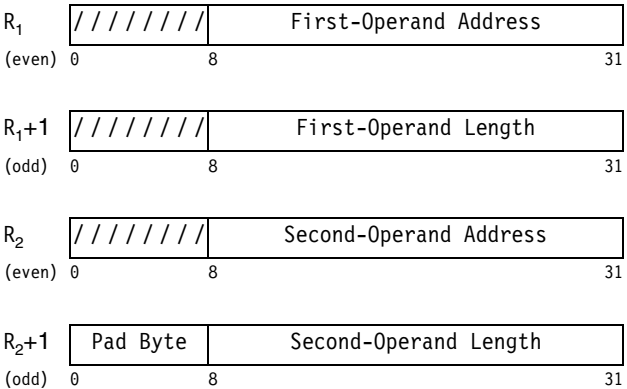 R1 //////// First-Operand Address
(even) 0 8 31
R1+1 //////// First-Operand Length
(odd) 0 8 31
R2 //////// Second-Operand Address
(even) 0 8 31
R2+1 Pad Byte Second-Operand Length
(odd) 0 8 31